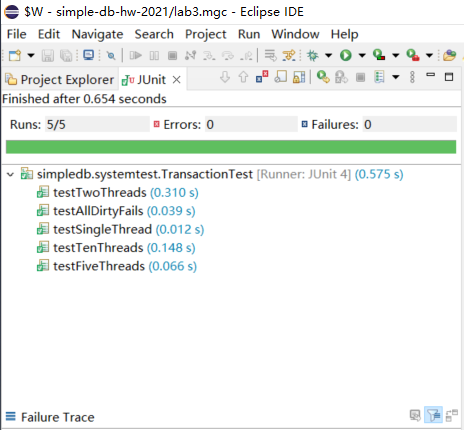 $W - simple-db-hw-2021/lab3.mgc - Eclipse IDE
File Edit Navigate Search Project Run Window Help
Project Explorer JUnit
Finished after 0.654 seconds
Runs: 5/5 Errors: 0 Failures: 0
simpledb.systemtest.TransactionTest [Runner: JUnit 4] (0.575 s)
testTwoThreads (0.310 s)
testAllDirtyFails (0.039 s)
testSingleThread (0.012 s)
testTenThreads (0.148 s)
testFiveThreads (0.066 s)
Failure Trace